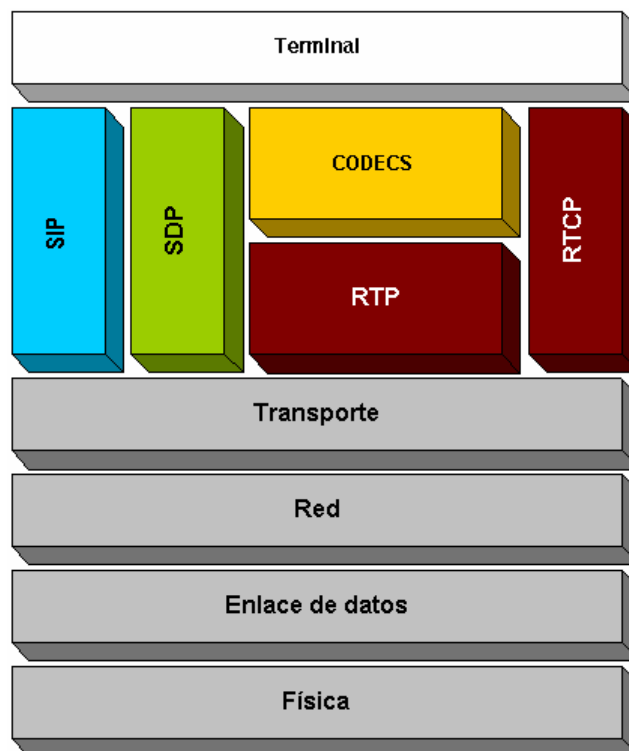 Terminal
SIP
SDP
CODECS
RTP
RTCP
Transporte
Red
Enlace de datos
Física